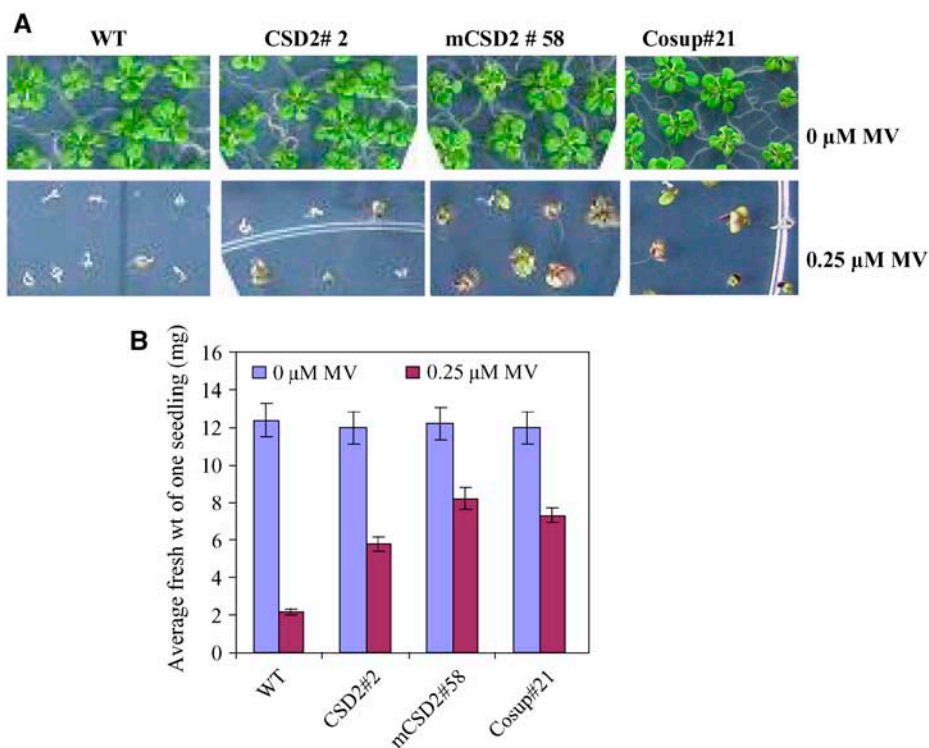 A
WT CSD2# 2 mCSD2 # 58 Cosup#21
0 µM MV
0.25 µM MV
B
Average fresh wt of one seedling (mg)
16
14
12
10
8
6
4
2
0
0 µM MV 0.25 µM MV
WT CSD2#2 mCSD2#58 Cosup#21